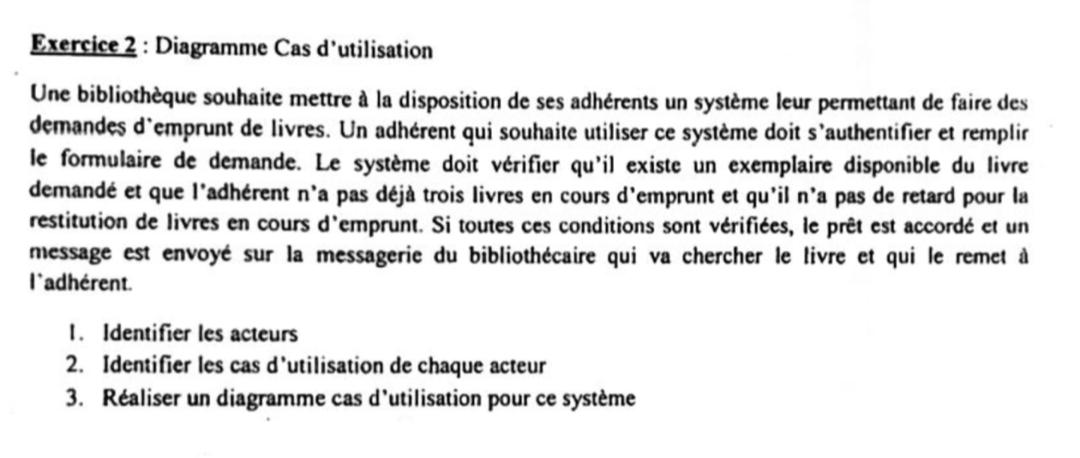 Exercice 2 : Diagramme Cas d'utilisation
Une bibliothèque souhaite mettre à la disposition de ses adhérents un système leur permettant de faire des
demandes d'emprunt de livres. Un adhérent qui souhaite utiliser ce système doit s'authentifier et remplir
le formulaire de demande. Le système doit vérifier qu'il existe un exemplaire disponible du livre
demandé et que l'adhérent n'a pas déjà trois livres en cours d'emprunt et qu'il n'a pas de retard pour la
restitution de livres en cours d'emprunt. Si toutes ces conditions sont vérifiées, le prêt est accordé et un
message est envoyé sur la messagerie du bibliothécaire qui va chercher le livre et qui le remet à
l'adhérent.
1. Identifier les acteurs
2. Identifier les cas d'utilisation de chaque acteur
3. Réaliser un diagramme cas d'utilisation pour ce système